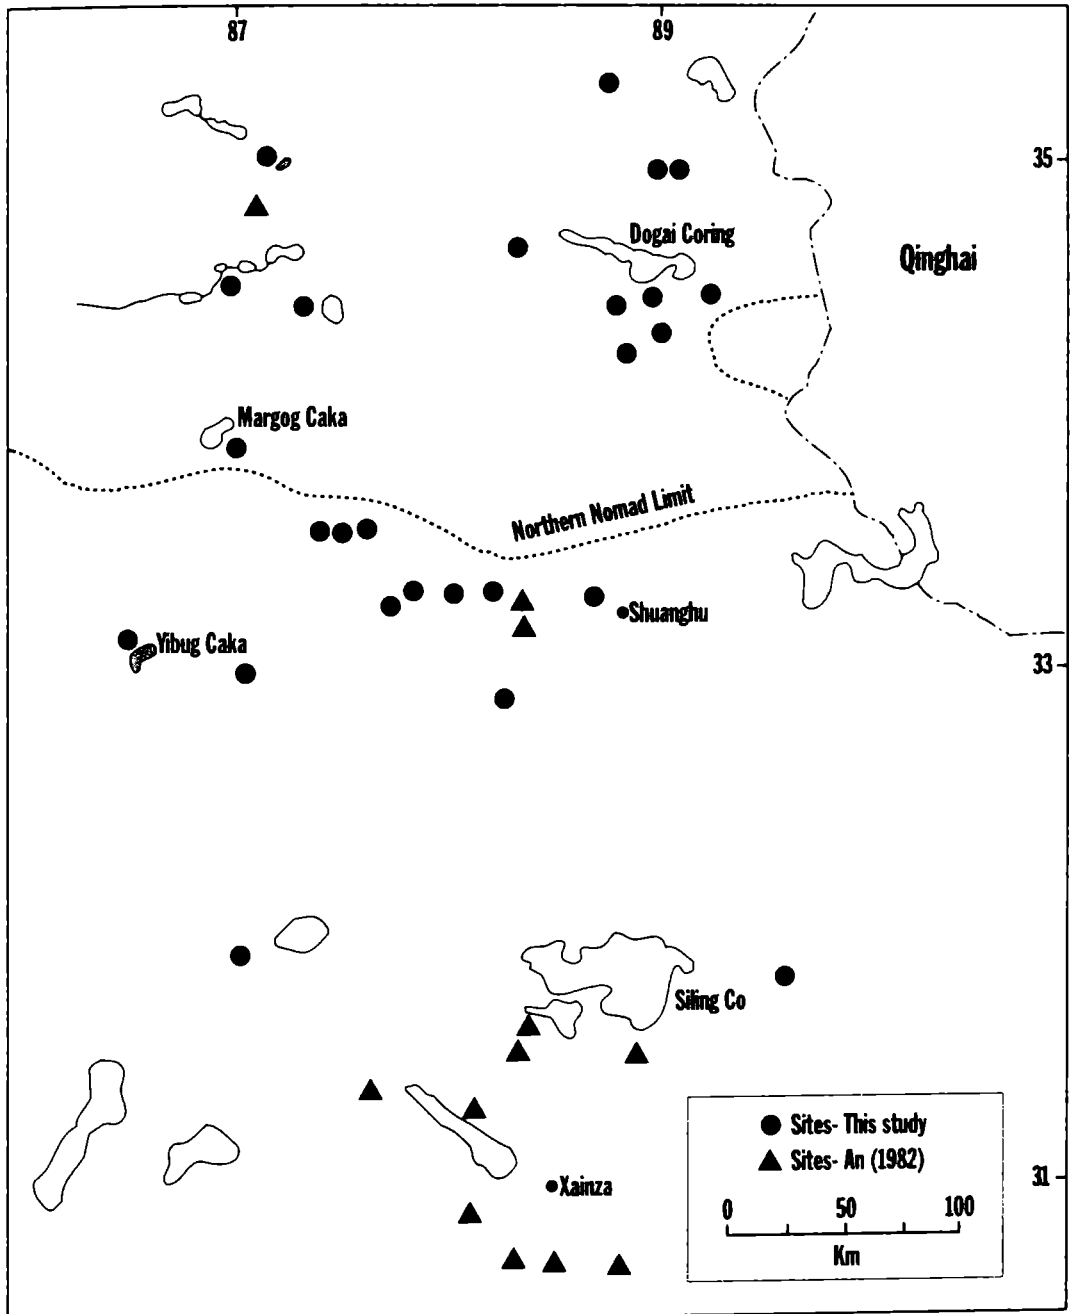 87
89
35
Dogai Coring
Qinghai
Margog Caka
Northern Nomad Limit
Shuanghu
Yibug Caka
33
Siling Co
Sites- This study
Sites- An (1982)
31
Xainza
0 50 100
Km